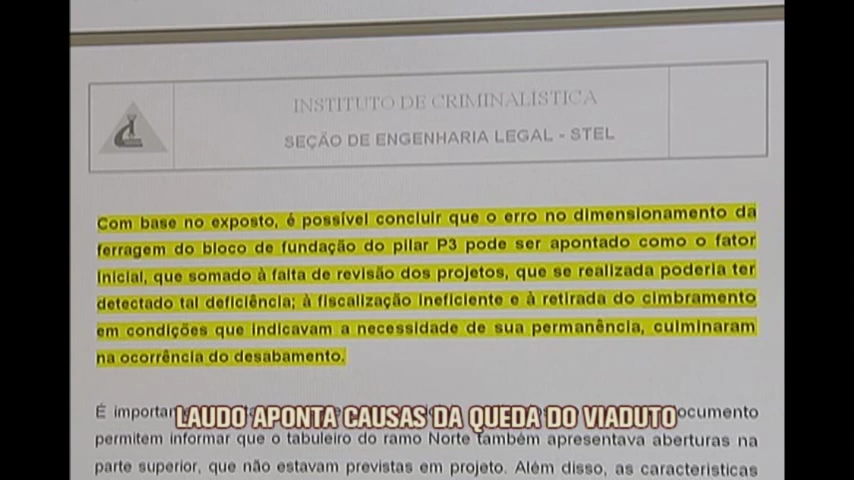 INSTITUTO DE CRIMINALÍSTICA
SEÇÃO DE ENGENHARIA LEGAL - STEL
Com base no exposto, é possível concluir que o erro no dimensionamento da
ferragem do bloco de fundação do pilar P3 pode ser apontado como o fator
inicial, que somado à falta de revisão dos projetos, que se realizada poderia ter
detectado tal deficiência; à fiscalização ineficiente e à retirada do cimbramento
em condições que indicavam a necessidade de sua permanência, culminaram
na ocorrência do desabamento.
É
LAUDO APONTA CAUSAS DA QUEDA DO VIADUTO
permitem informar que o tabuleiro do ramo Norte também apresentava aberturas na
parte superior, que não estavam previstas em projeto. Além disso, as características